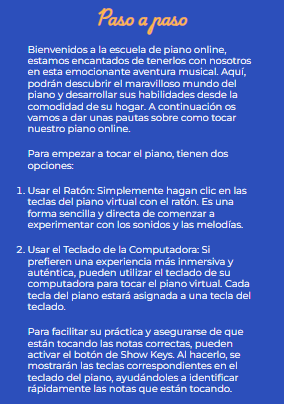 Paso a paso
Bienvenidos a la escuela de piano online,
estamos encantados de tenerlos con nosotros
en esta emocionante aventura musical. Aquí,
podrán descubrir el maravilloso mundo del
piano y desarrollar sus habilidades desde la
comodidad de su hogar. A continuación os
vamos a dar unas pautas sobre como tocar
nuestro piano online.
Para empezar a tocar el piano, tienen dos
opciones:
1. Usar el Ratón: Simplemente hagan clic en las
teclas del piano virtual con el ratón. Es una
forma sencilla y directa de comenzar a
experimentar con los sonidos y las melodías.
2. Usar el Teclado de la Computadora: Si
prefieren una experiencia más inmersiva y
auténtica, pueden utilizar el teclado de su
computadora para tocar el piano virtual. Cada
tecla del piano estará asignada a una tecla del
teclado.
Para facilitar su práctica y asegurarse de que
están tocando las notas correctas, pueden
activar el botón de Show Keys. Al hacerlo, se
mostrarán las teclas correspondientes en el
teclado del piano, ayudándoles a identificar
rápidamente las notas que están tocando.